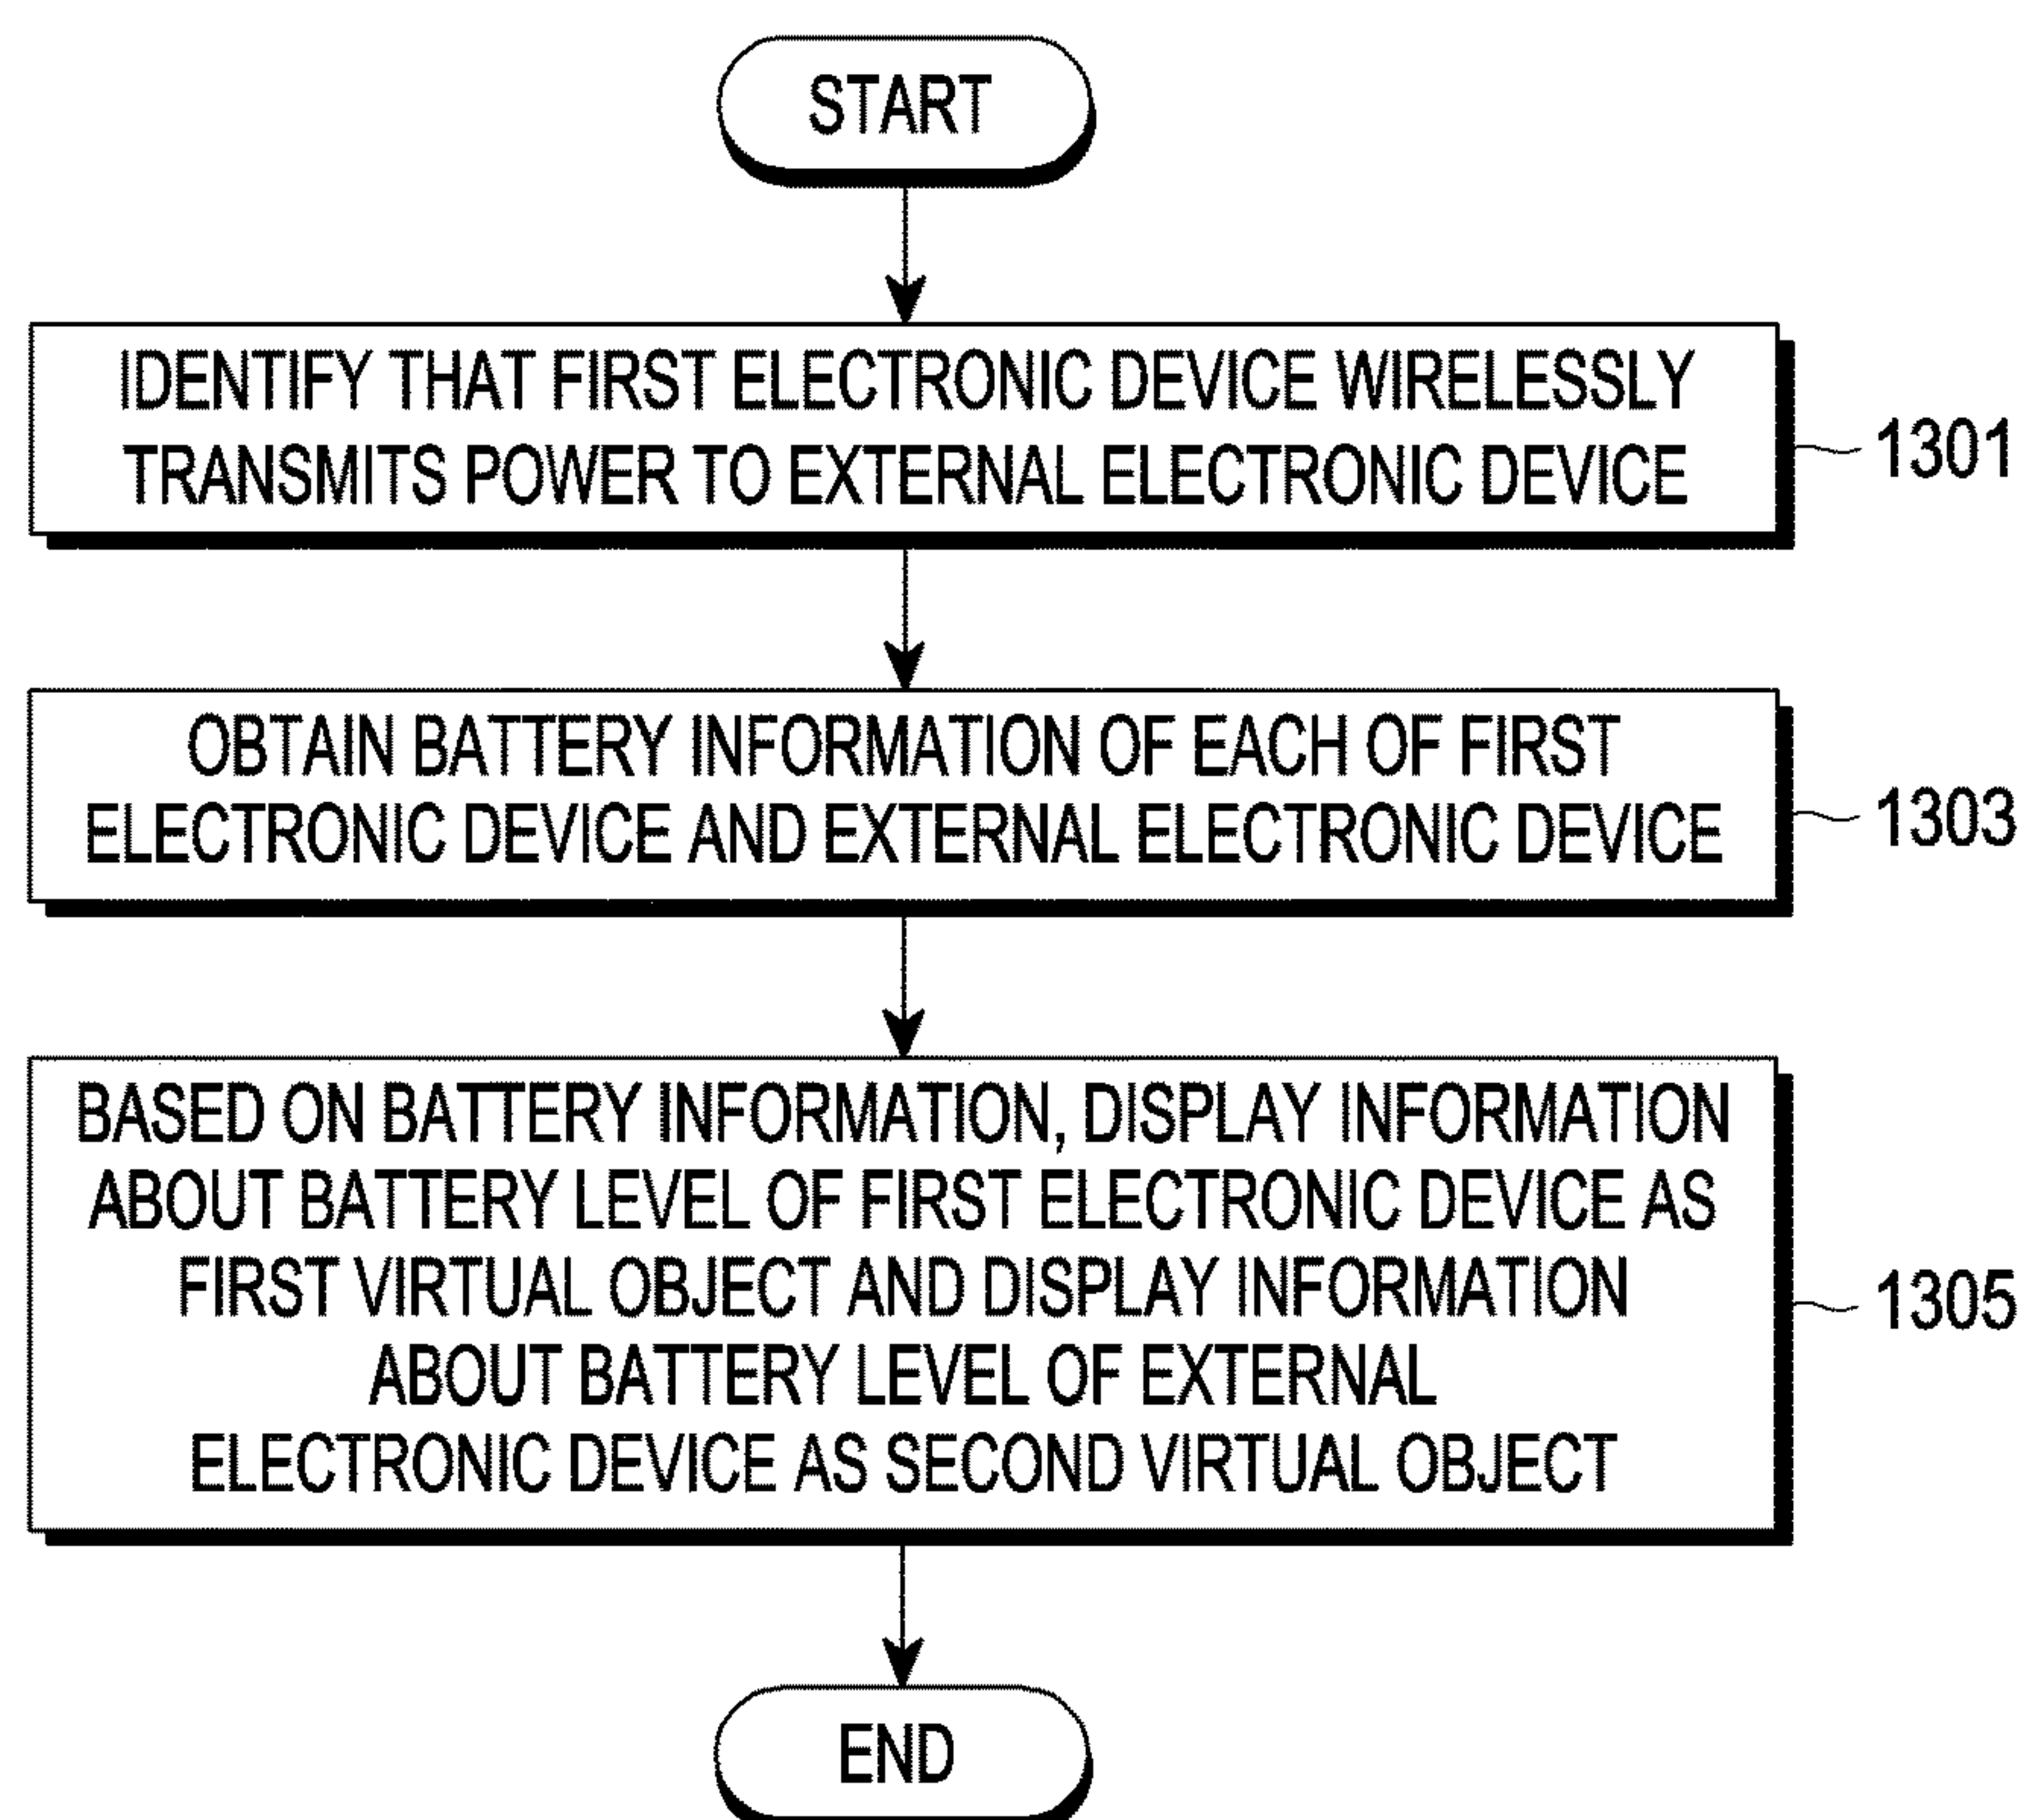 START
IDENTIFY THAT FIRST ELECTRONIC DEVICE WIRELESSLY
TRANSMITS POWER TO EXTERNAL ELECTRONIC DEVICE
1301
OBTAIN BATTERY INFORMATION OF EACH OF FIRST
ELECTRONIC DEVICE AND EXTERNAL ELECTRONIC DEVICE
1303
BASED ON BATTERY INFORMATION, DISPLAY INFORMATION
ABOUT BATTERY LEVEL OF FIRST ELECTRONIC DEVICE AS
FIRST VIRTUAL OBJECT AND DISPLAY INFORMATION
ABOUT BATTERY LEVEL OF EXTERNAL
ELECTRONIC DEVICE AS SECOND VIRTUAL OBJECT
1305
END